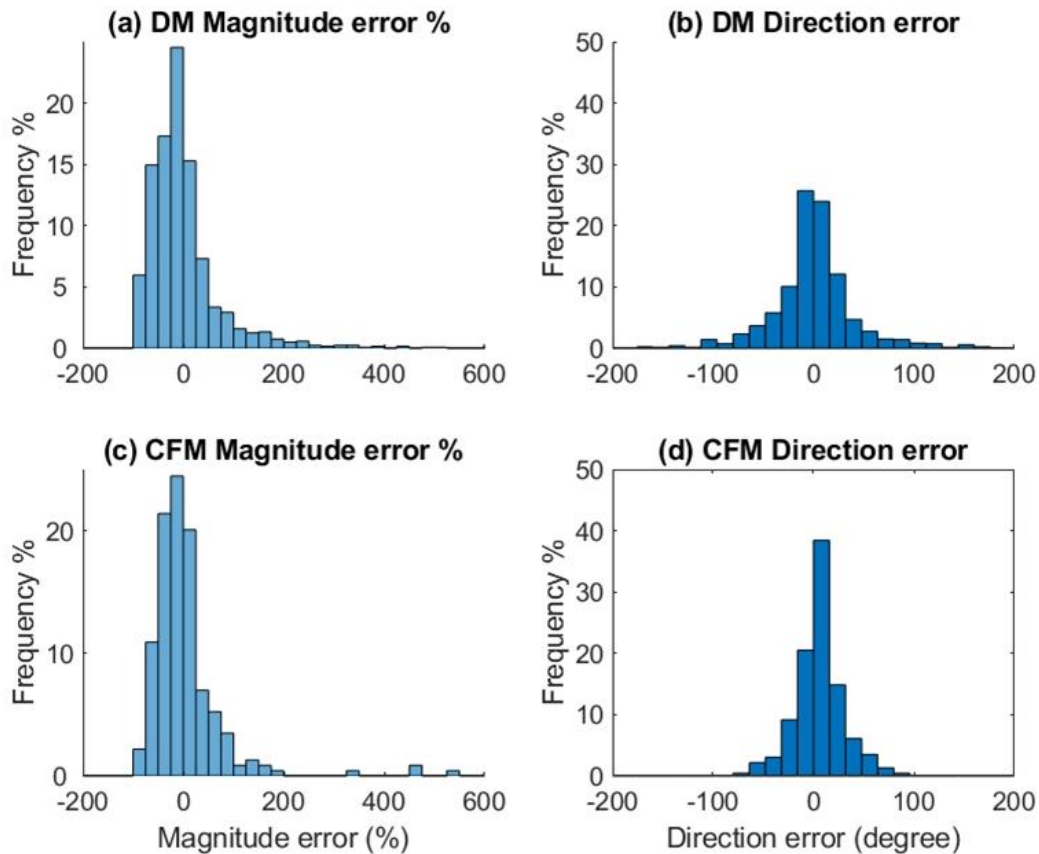 (a) DM Magnitude error %
Frequency %
20
15
10
5
0
-200 0 200 400 600
(b) DM Direction error
Frequency %
50
40
30
20
10
0
-200 -100 0 100 200
(c) CFM Magnitude error %
Frequency %
20
10
0
-200 0 200 400 600
Magnitude error (%)
(d) CFM Direction error
Frequency %
50
40
30
20
10
0
-200 -100 0 100 200
Direction error (degree)